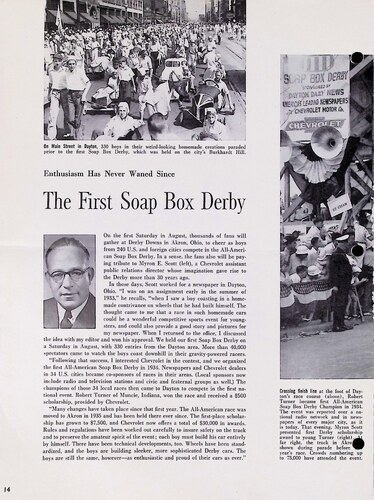 On Main Street in Dayton, 330 boys in their weird-looking homemade creations paraded
prior to the first Soap Box Derby, which was held on the city's Burkhardt Hill.
Enthusiasm Has Never Waned Since
The First Soap Box Derby
On the first Saturday in August, thousands of fans will
gather at Derby Downs in Akron, Ohio, to cheer as boys
from 240 U.S. and foreign cities compete in the All-Ameri-
can Soap Box Derby. In a sense, the fans also will be pay-
ing tribute to Myron E. Scott (left), a Chevrolet assistant
public relations director whose imagination gave rise to
the Derby more than 30 years ago.
In those days, Scott worked for a newspaper in Dayton,
Ohio. "I was on an assignment early in the summer of
1933," he recalls, "when I saw a boy coasting in a home-
made contrivance on wheels that he had built himself. The
thought came to me that a race in such homemade cars
could be a wonderful competitive sports event for young-
sters, and could also provide a good story and pictures for
my newspaper. When I returned to the office, I discussed
the idea with my editor and won his approval. We held our first Soap Box Derby on
a Saturday in August, with 330 entries from the Dayton area. More than 40,000
spectators came to watch the boys coast downhill in their gravity-powered racers.
"Following that success, I interested Chevrolet in the contest, and we organized
the first All-American Soap Box Derby in 1934. Newspapers and Chevrolet dealers
in 34 U.S. cities became co-sponsors of races in their areas. (Local sponsors now
include radio and television stations and civic and fraternal groups as well.) The
champions of those 34 local races then came to Dayton to compete in the first na-
tional event. Robert Turner of Muncie, Indiana, won the race and received a $500
scholarship, provided by Chevrolet.
"Many changes have taken place since that first year. The All-American race was
moved to Akron in 1935 and has been held there ever since. The first-place scholar-
ship has grown to $7,500, and Chevrolet now offers a total of $30,000 in awards.
Rules and regulations have been worked out carefully to insure safety on the track
and to preserve the amateur spirit of the event; each boy must build his car entirely
by himself. There have been technical developments, too. Wheels have been stand-
ardized, and the boys are building sleeker, more sophisticated Derby cars. The
boys are still the same, however—as enthusiastic and proud of their cars as ever."
14
SOAP BOX DERBY
SPONSORED BY
DAYTON DAILY NEWS
AMERICA'S LEADING NEWSPAPERS
CHEVROLET MOTOR Co.
CHEVROLET
Crossing finish line at the foot of Day-
ton's race course (above), Robert
Turner became first All-American
Soap Box Derby champion in 1934.
The event was reported over a na-
tional radio network and in news-
papers of every major city, as it
is today. That evening, Myron Scott
presented first Derby scholarship
award to young Turner (right). At
far right, the track in Akron
shown during parade before
year's race. Crowds numbering up
to 75,000 have attended the event.